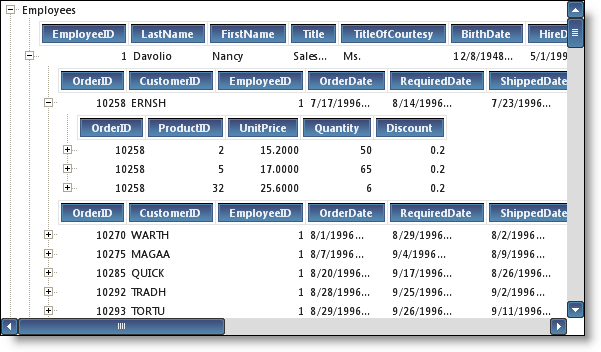 Employees
EmployeeID LastName FirstName Title TitleOfCourtesy BirthDate HireD
1 Davolio Nancy Sales... Ms. 12/8/1948... 5/1/199
OrderID CustomerID EmployeeID OrderDate RequiredDate ShippedDate
10258 ERNSH 1 7/17/1996... 8/14/1996... 7/23/1996...
OrderID ProductID UnitPrice Quantity Discount
10258 2 15.2000 50 0.2
10258 5 17.0000 65 0.2
10258 32 25.6000 6 0.2
OrderID CustomerID EmployeeID OrderDate RequiredDate ShippedDate
10270 WARTH 1 8/1/1996... 8/29/1996... 8/2/1996...
10275 MAGAA 1 8/7/1996... 9/4/1996... 8/9/1996...
10285 QUICK 1 8/20/1996... 9/17/1996... 8/26/1996...
10292 TRADH 1 8/28/1996... 9/25/1996... 9/2/1996...
10293 TORTU 1 8/29/1996... 9/26/1996... 9/11/1996...